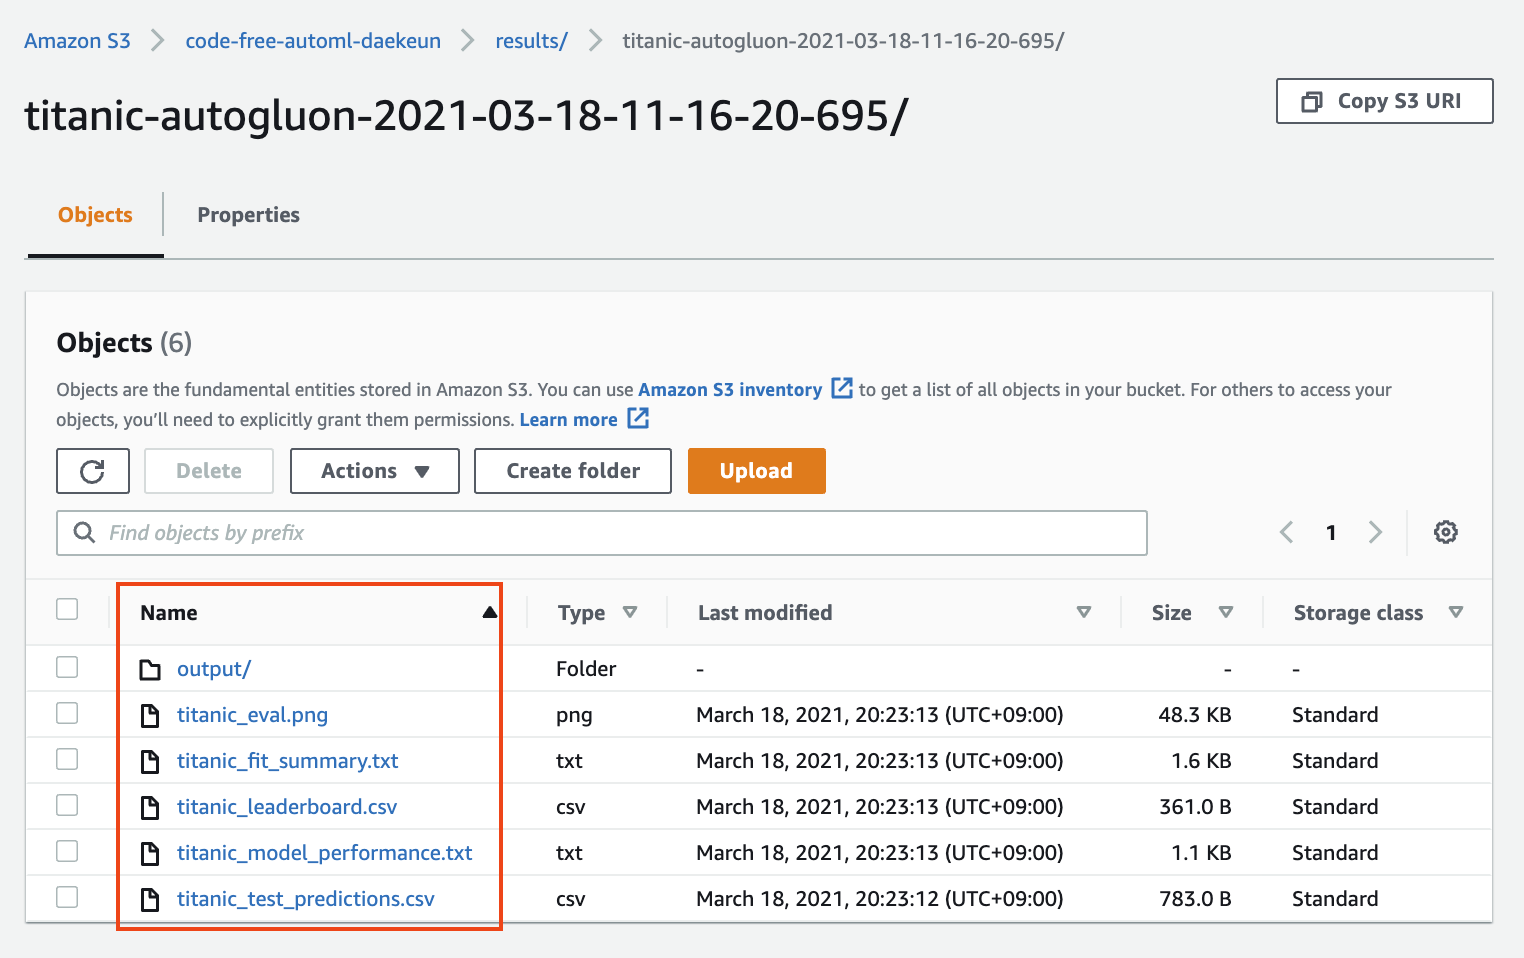 Amazon S3 > code-free-automl-daekeun > results/ > titanic-autogluon-2021-03-18-11-16-20-695/
titanic-autogluon-2021-03-18-11-16-20-695/
Copy S3 URI
Objects Properties
Objects (6)
Objects are the fundamental entities stored in Amazon S3. You can use Amazon S3 inventory to get a list of all objects in your bucket. For others to access your
objects, you'll need to explicitly grant them permissions. Learn more
Delete Actions Create folder Upload
Find objects by prefix 1
Name Type Last modified Size Storage class
output/ Folder - - -
titanic_eval.png png March 18, 2021, 20:23:13 (UTC+09:00) 48.3 KB Standard
titanic_fit_summary.txt txt March 18, 2021, 20:23:13 (UTC+09:00) 1.6 KB Standard
titanic_leaderboard.csv csv March 18, 2021, 20:23:13 (UTC+09:00) 361.0 B Standard
titanic_model_performance.txt txt March 18, 2021, 20:23:13 (UTC+09:00) 1.1 KB Standard
titanic_test_predictions.csv csv March 18, 2021, 20:23:12 (UTC+09:00) 783.0 B Standard